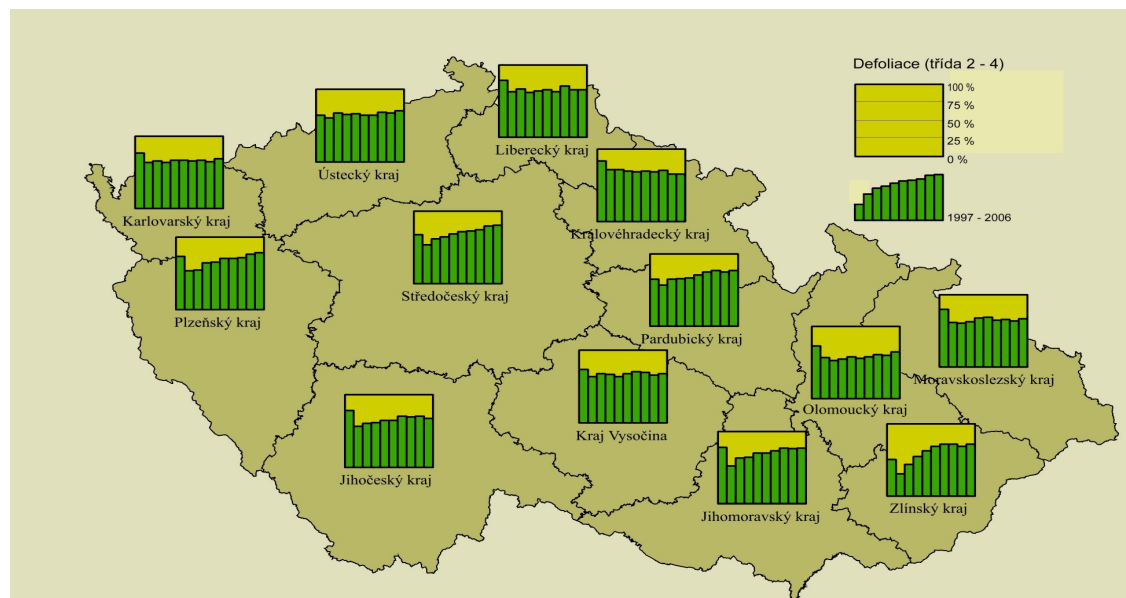 Defoliace (třída 2 - 4)
100 %
75 %
50 %
25 %
0 %
1997 - 2006
Liberecký kraj
Ústecký kraj
Karlovarský kraj
Královéhradecký kraj
Středočeský kraj
Plzeňský kraj
Pardubický kraj
Moravskoslezský kraj
Olomoucký kraj
Kraj Vysočina
Jihočeský kraj
Zlínský kraj
Jihomoravský kraj